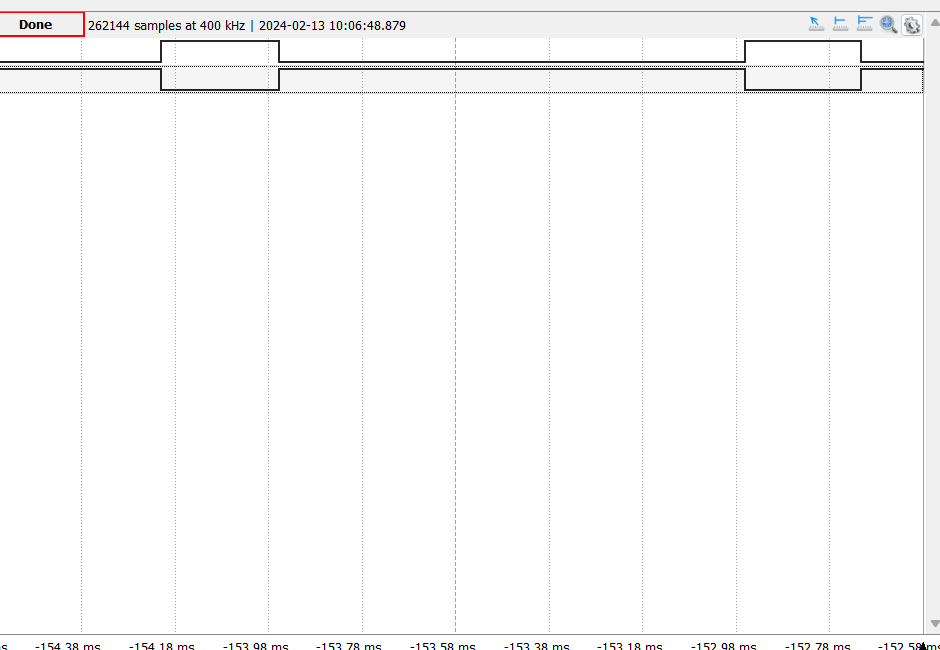 Done
262144 samples at 400 kHz | 2024-02-13 10:06:48.879
-154.38 ms -154.18 ms -153.98 ms -153.78 ms -153.58 ms -153.38 ms -153.18 ms -152.98 ms -152.78 ms -152.58